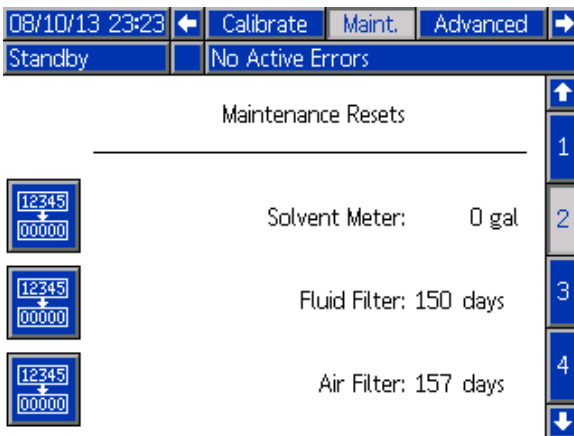 08/10/13 23:23 Calibrate Maint. Advanced
Standby No Active Errors
Maintenance Resets
1
12345
00000
Solvent Meter: 0 gal
2
12345
00000
Fluid Filter: 150 days
3
12345
00000
Air Filter: 157 days
4